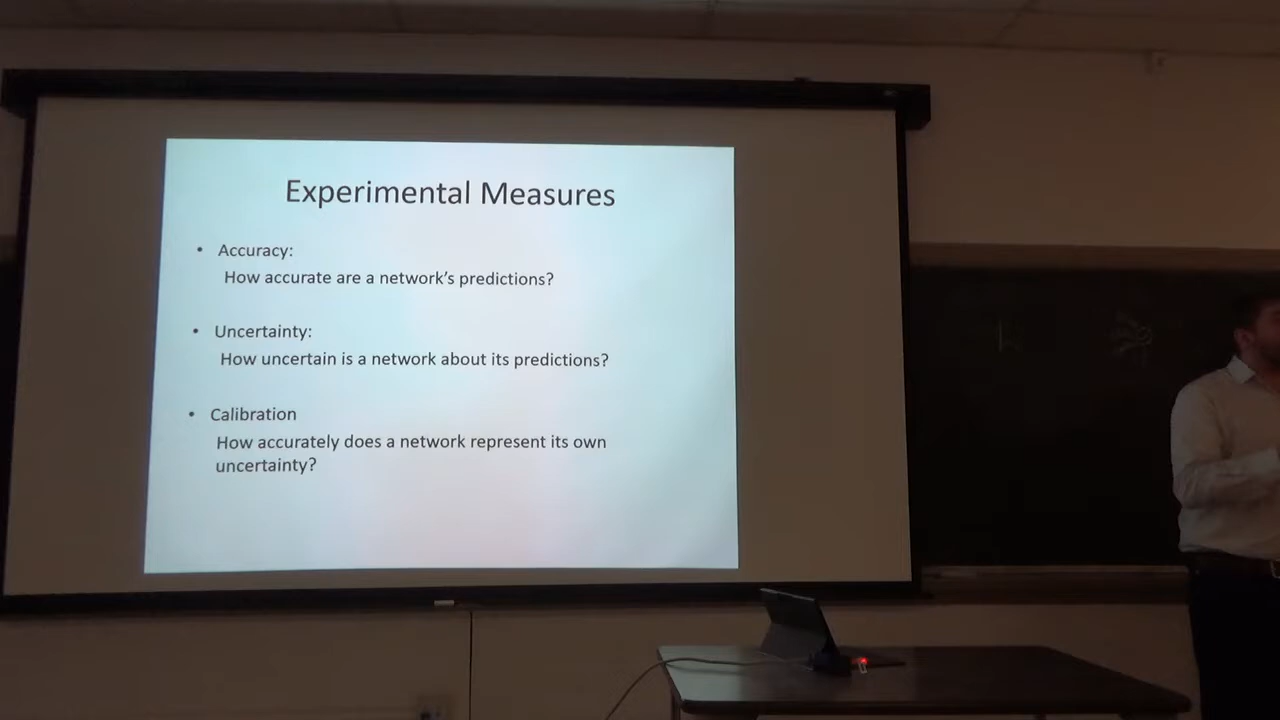 Experimental Measures
• Accuracy:
How accurate are a network's predictions?
• Uncertainty:
How uncertain is a network about its predictions?
• Calibration
How accurately does a network represent its own
uncertainty?